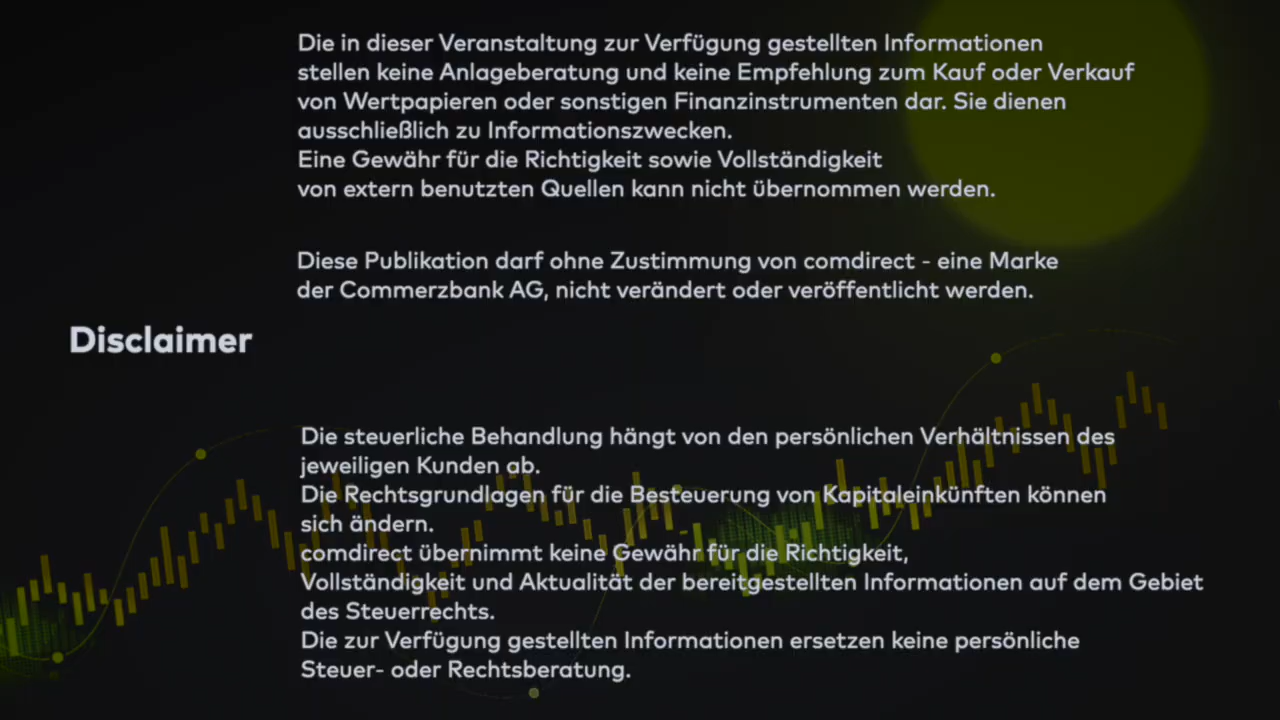 Die in dieser Veranstaltung zur Verfügung gestellten Informationen
stellen keine Anlageberatung und keine Empfehlung zum Kauf oder Verkauf
von Wertpapieren oder sonstigen Finanzinstrumenten dar. Sie dienen
ausschließlich zu Informationszwecken.
Eine Gewähr für die Richtigkeit sowie Vollständigkeit
von extern benutzten Quellen kann nicht übernommen werden.
Diese Publikation darf ohne Zustimmung von comdirect - eine Marke
der Commerzbank AG, nicht verändert oder veröffentlicht werden.
Disclaimer
Die steuerliche Behandlung hängt von den persönlichen Verhältnissen des
jeweiligen Kunden ab.
Die Rechtsgrundlagen für die Besteuerung von Kapitaleinkünften können
sich ändern.
comdirect übernimmt keine Gewähr für die Richtigkeit,
Vollständigkeit und Aktualität der bereitgestellten Informationen auf dem Gebiet
des Steuerrechts.
Die zur Verfügung gestellten Informationen ersetzen keine persönliche
Steuer- oder Rechtsberatung.